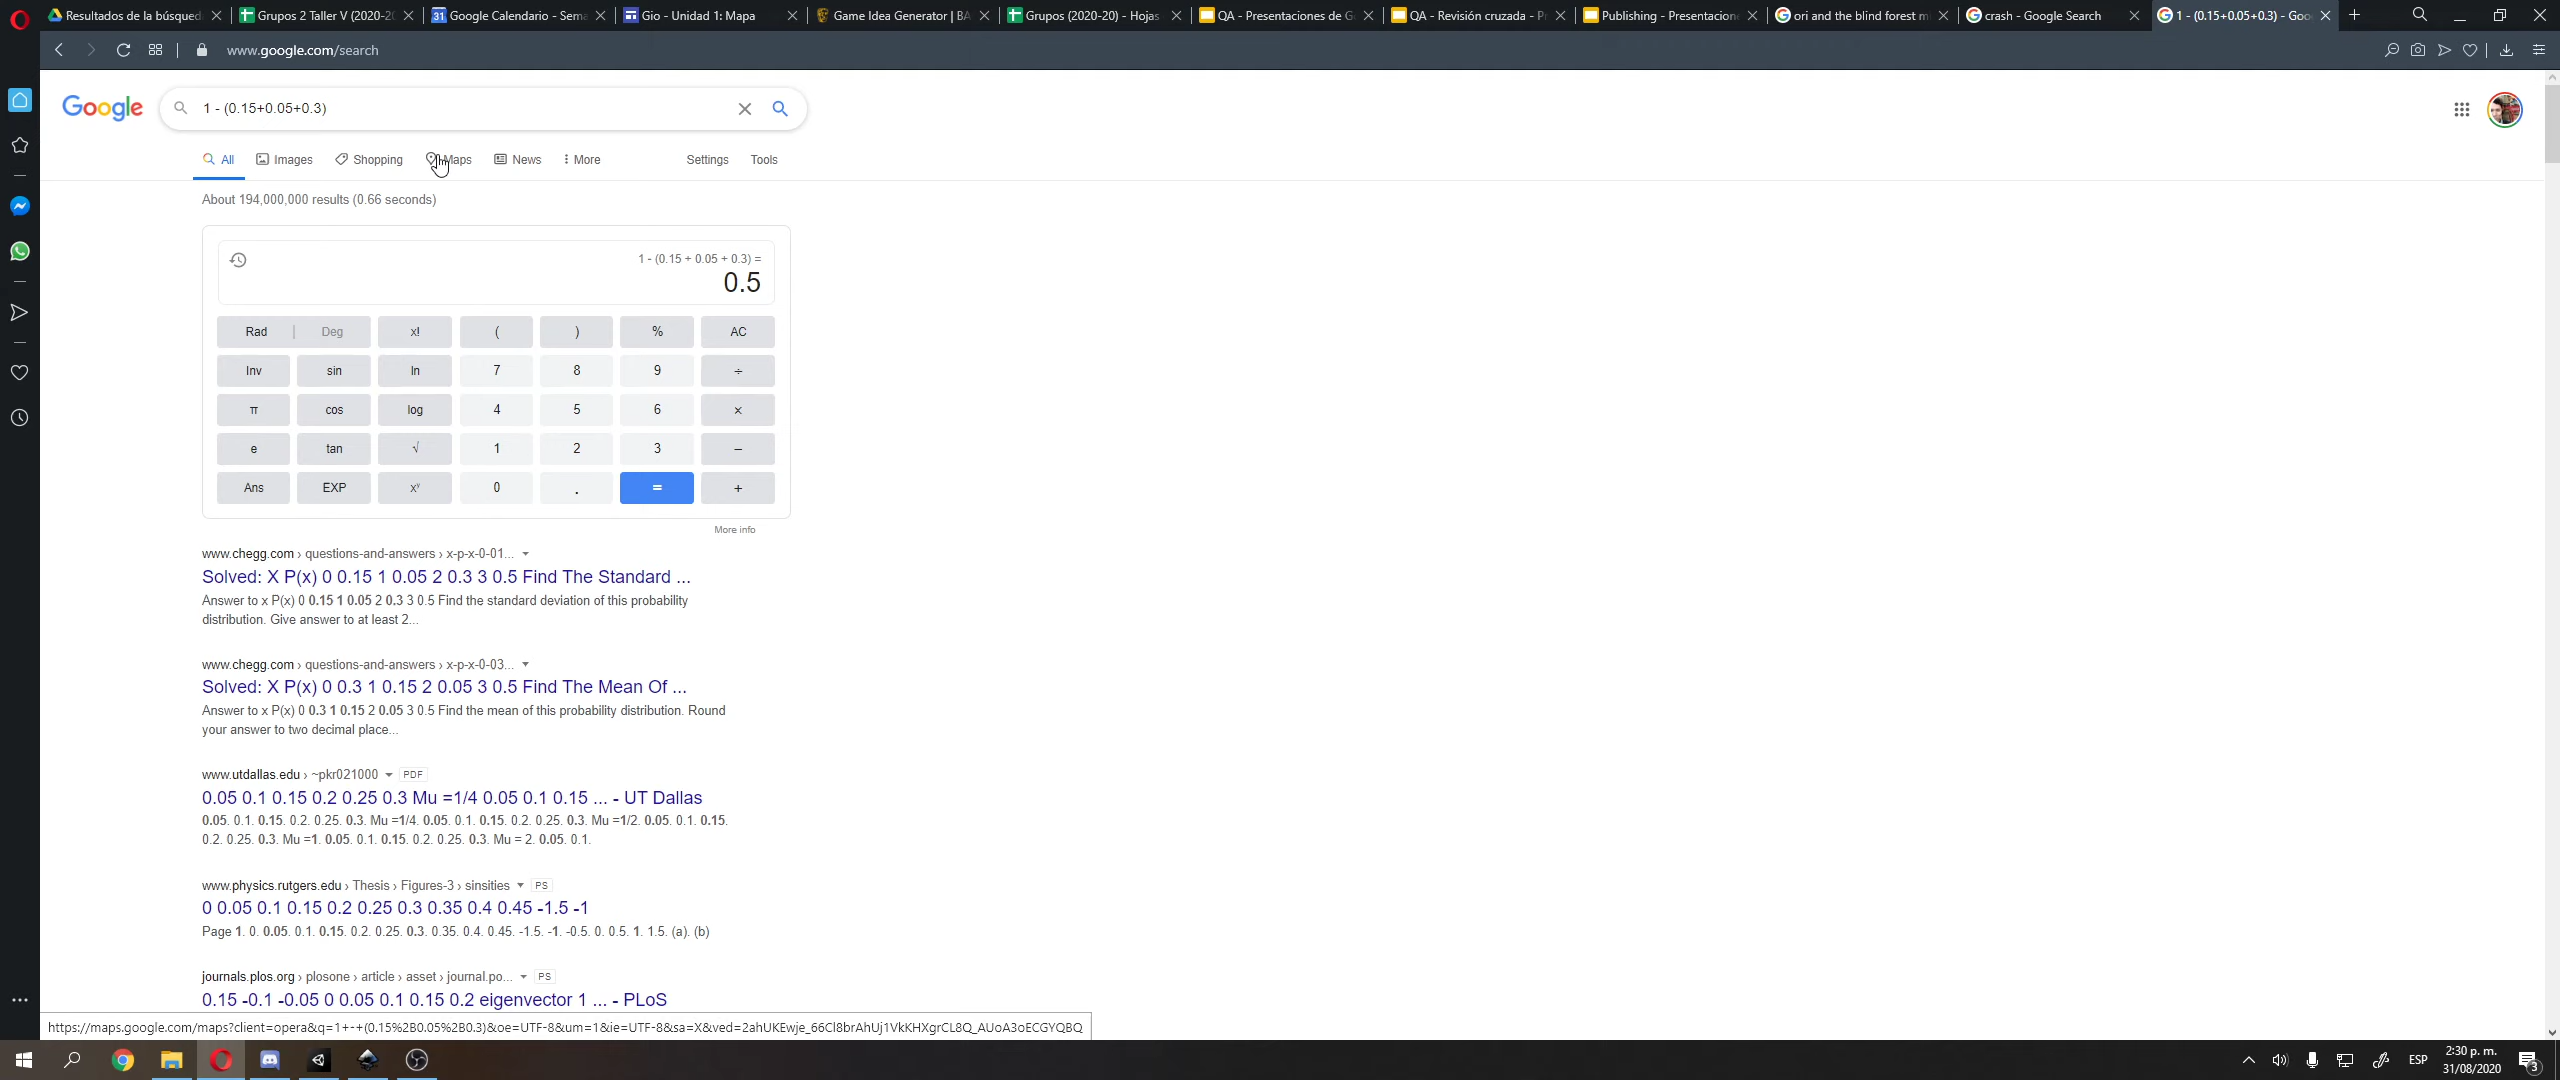 Resultados de la búsqued
Grupos 2 Taller V (2020-2
Google Calendario - Sema
Gio - Unidad 1: Mapa
Game Idea Generator | BA
Grupos (2020-20) - Hojas
QA - Presentaciones de G
QA - Revisión cruzada - P
Publishing - Presentacion
ori and the blind forest m
crash - Google Search
1 - (0.15+0.05+0.3) - Goo
www.google.com/search
Google
1 - (0.15+0.05+0.3)
All
Images
Shopping
Maps
News
More
Settings
Tools
About 194,000,000 results (0.66 seconds)
1 - (0.15 + 0.05 + 0.3) =
0.5
Rad | Deg x! ( ) % AC
Inv sin ln 7 8 9 ÷
π cos log 4 5 6 ×
e tan √ 1 2 3 −
Ans EXP xʸ 0 . = +
More info
www.chegg.com › questions-and-answers › x-p-x-0-01...
Solved: X P(x) 0 0.15 1 0.05 2 0.3 3 0.5 Find The Standard ...
Answer to x P(x) 0 0.15 1 0.05 2 0.3 3 0.5 Find the standard deviation of this probability
distribution. Give answer to at least 2...
www.chegg.com › questions-and-answers › x-p-x-0-03...
Solved: X P(x) 0 0.3 1 0.15 2 0.05 3 0.5 Find The Mean Of ...
Answer to x P(x) 0 0.3 1 0.15 2 0.05 3 0.5 Find the mean of this probability distribution. Round
your answer to two decimal place...
www.utdallas.edu › ~pkr021000 PDF
0.05 0.1 0.15 0.2 0.25 0.3 Mu =1/4 0.05 0.1 0.15 ... - UT Dallas
0.05. 0.1. 0.15. 0.2. 0.25. 0.3. Mu =1/4. 0.05. 0.1. 0.15. 0.2. 0.25. 0.3. Mu =1/2. 0.05. 0.1. 0.15.
0.2. 0.25. 0.3. Mu =1. 0.05. 0.1. 0.15. 0.2. 0.25. 0.3. Mu = 2. 0.05. 0.1.
www.physics.rutgers.edu › Thesis › Figures-3 › sinsities PS
0 0.05 0.1 0.15 0.2 0.25 0.3 0.35 0.4 0.45 -1.5 -1
Page 1. 0. 0.05. 0.1. 0.15. 0.2. 0.25. 0.3. 0.35. 0.4. 0.45. -1.5. -1. -0.5. 0. 0.5. 1. 1.5. (a). (b)
journals.plos.org › plosone › article › asset › journal.po... PS
0.15 -0.1 -0.05 0 0.05 0.1 0.15 0.2 eigenvector 1 ... - PLoS
https://maps.google.com/maps?client=opera&q=1+-+(0.15%2B0.05%2B0.3)&oe=UTF-8&um=1&ie=UTF-8&sa=X&ved=2ahUKEwje_66Cl8brAhUj1VkKHXgrCL8Q_AUoA3oECGYQBQ
ESP
2:30 p. m.
31/08/2020
3